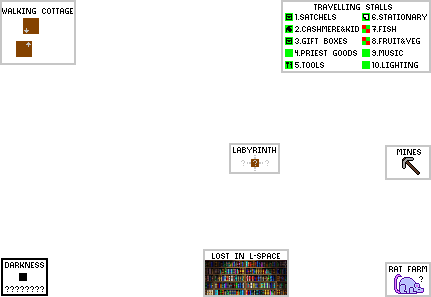 WALKING COTTAGE
TRAVELLING STALLS
1.SATCHELS
2.CASHMERE&KID
3.GIFT BOXES
4.PRIEST GOODS
5.TOOLS
6.STATIONARY
7.FISH
8.FRUIT&VEG
9.MUSIC
10.LIGHTING
LABYRINTH
? ? ?
MINES
DARKNESS
????????
LOST IN L-SPACE
RAT FARM
?